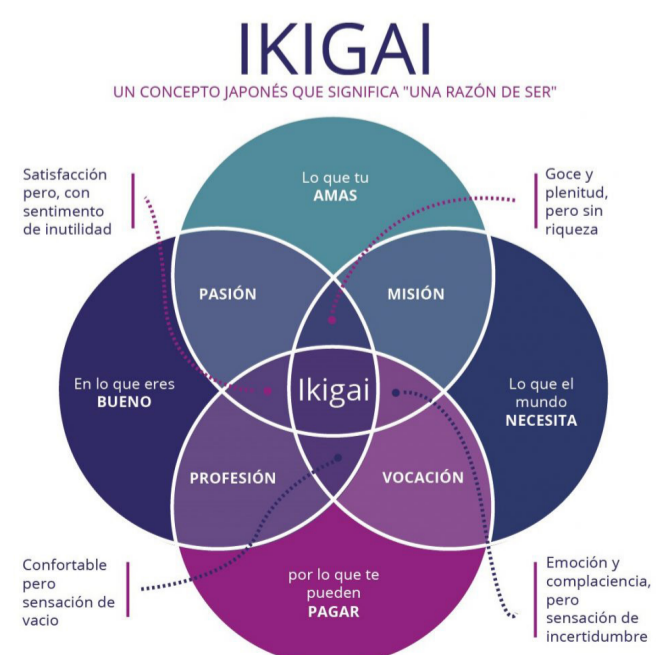 IKIGAI
UN CONCEPTO JAPONÉS QUE SIGNIFICA "UNA RAZÓN DE SER"
Satisfacción
pero, con
sentimento
de inutilidad
Lo que tu
AMAS
Goce y
plenitud,
pero sin
riqueza
PASIÓN
MISIÓN
En lo que eres
BUENO
Ikigai
Lo que el
mundo
NECESITA
PROFESIÓN
VOCACIÓN
Confortable
pero
sensación de
vacio
por lo que te
pueden
PAGAR
Emoción y
complaciencia,
pero
sensación de
incertidumbre